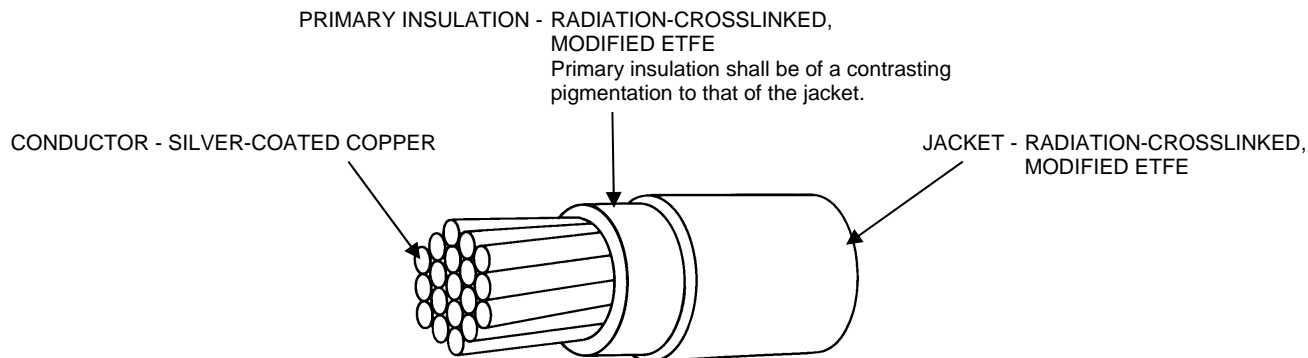 PRIMARY INSULATION - RADIATION-CROSSLINKED,
MODIFIED ETFE
Primary insulation shall be of a contrasting
pigmentation to that of the jacket.
CONDUCTOR - SILVER-COATED COPPER
JACKET - RADIATION-CROSSLINKED,
MODIFIED ETFE